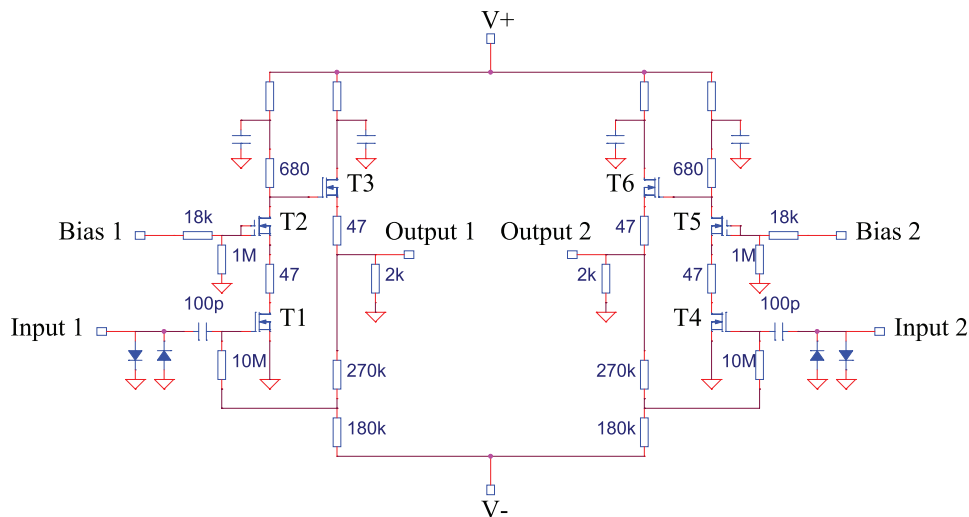 V+
680 T3 T6 680
18k T2 47 Output 1 Output 2 47 T5 18k
Bias 1 1M 2k 2k 1M Bias 2
47 47
100p 100p
Input 1 T1 T4 Input 2
10M 270k 270k 10M
180k 180k
V-